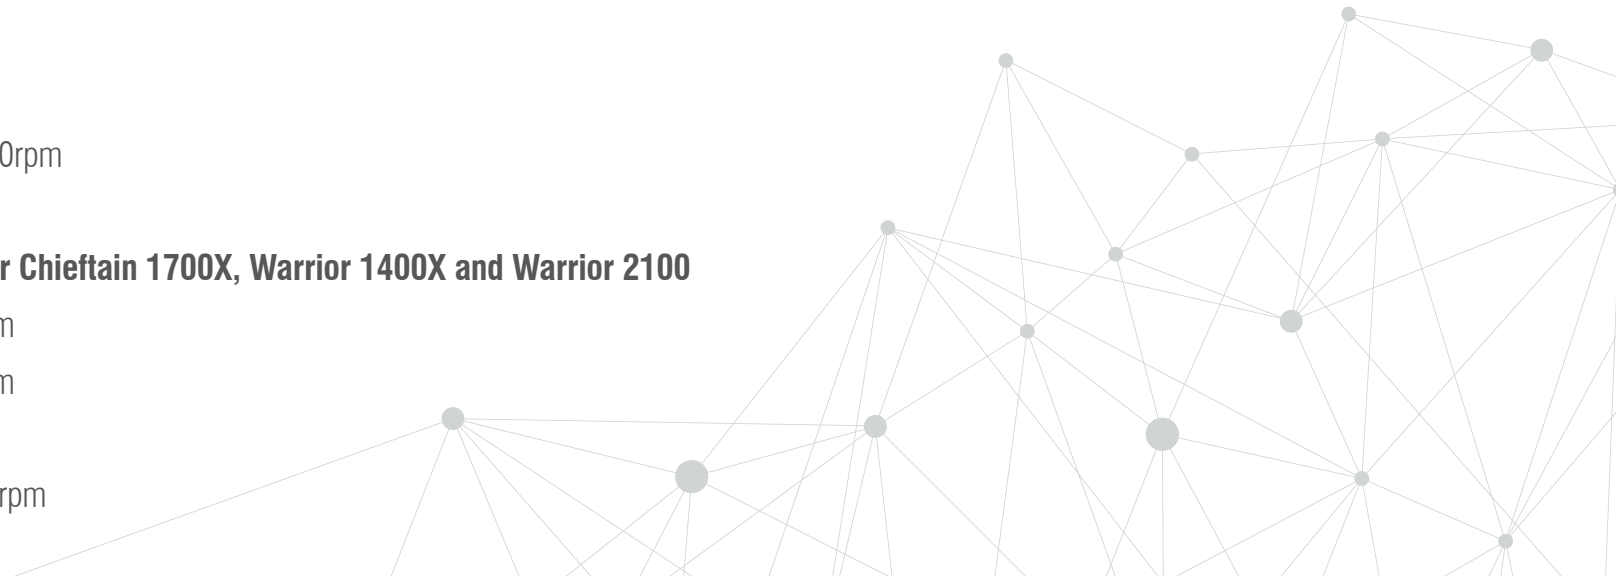 0rpm
r Chieftain 1700X, Warrior 1400X and Warrior 2100
m
m
rpm